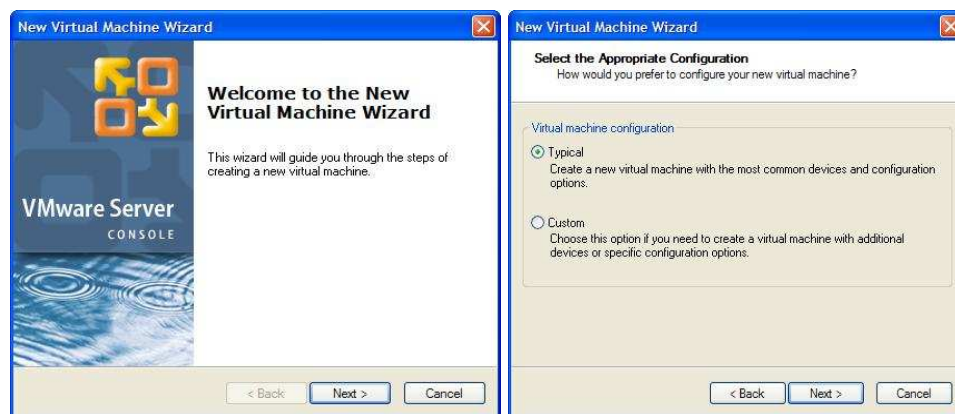 New Virtual Machine Wizard
VMware Server
CONSOLE
Welcome to the New
Virtual Machine Wizard
This wizard will guide you through the steps of
creating a new virtual machine.
< Back
Next >
Cancel
New Virtual Machine Wizard
Select the Appropriate Configuration
How would you prefer to configure your new virtual machine?
Virtual machine configuration
Typical
Create a new virtual machine with the most common devices and configuration
options.
Custom
Choose this option if you need to create a virtual machine with additional
devices or specific configuration options.
< Back
Next >
Cancel